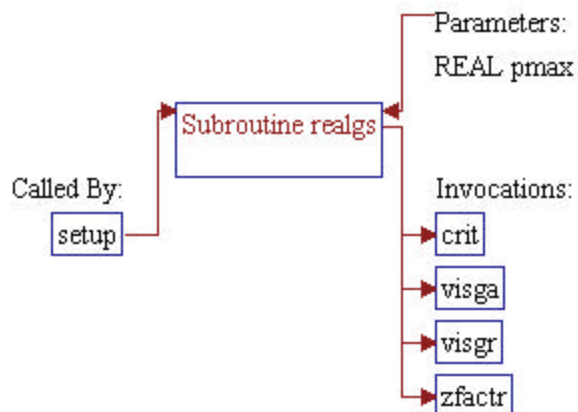 Parameters:
REAL pmax
Subroutine realgs
Called By:
setup
Invocations:
crit
visga
visgr
zfactr